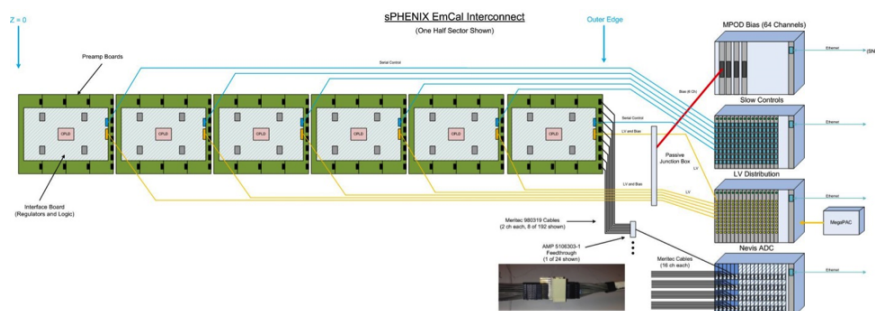 sPHENIX EmCal Interconnect
(One Half Sector Shown)
Z = 0
Outer Edge
MPOD Bias (64 Channels)
Ethernet
Preamp Boards
Serial Control
Bias (8 Ch)
Slow Controls
Ethernet
CPLD
CPLD
CPLD
CPLD
CPLD
CPLD
Serial Control
LV and Bias
Passive
Junction Box
LV
LV Distribution
LV and Bias
LV and Bias
LV
Ethernet
Interface Board
(Regulators and Logic)
MegaPAC
Meritec 980319 Cables
(2 ch each, 8 of 192 shown)
AMP 5106303-1
Feedthrough
(1 of 24 shown)
Meritec Cables
(16 ch each)
Nevis ADC
Ethernet